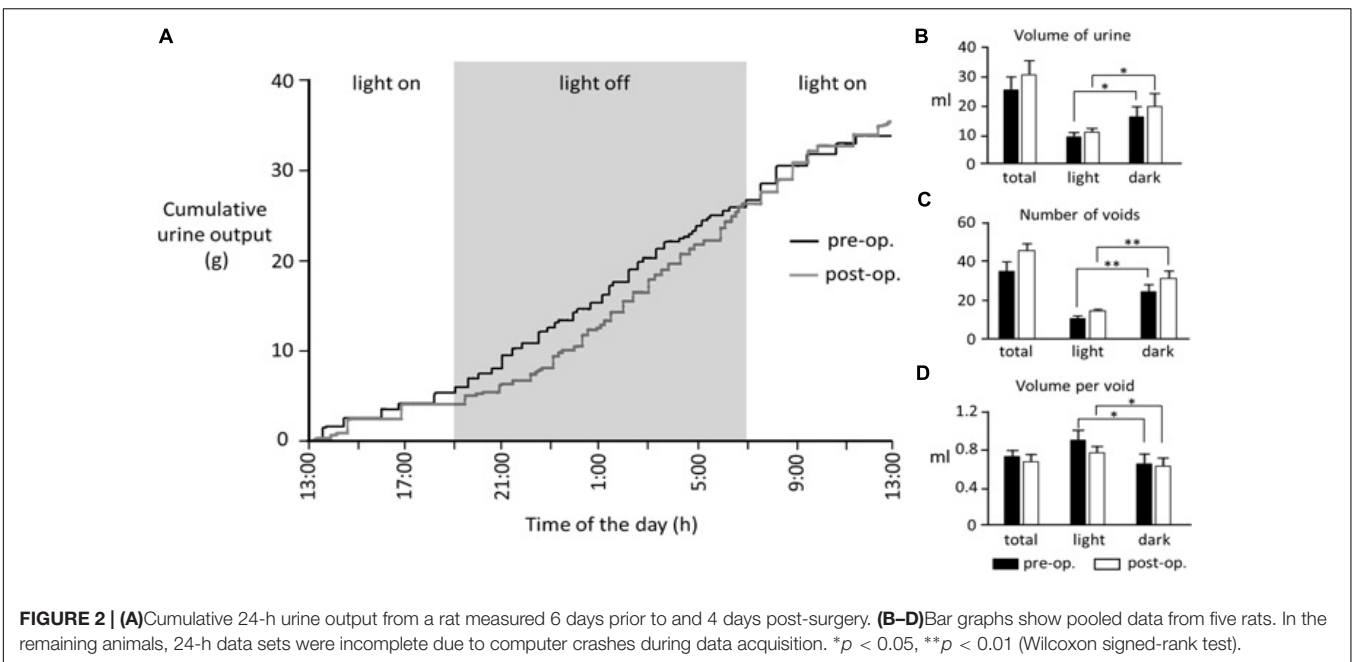 A
light on
light off
light on
40
30
20
10
0
Cumulative
urine output
(g)
pre-op.
post-op.
13:00
17:00
21:00
1:00
5:00
9:00
13:00
Time of the day (h)
B
Volume of urine
40
30
20
10
0
ml
*
*
total
light
dark
C
Number of voids
60
40
20
0
**
**
total
light
dark
D
Volume per void
1.2
0.8
0.4
0
ml
*
*
total
light
dark
pre-op.
post-op.
FIGURE 2 | (A)Cumulative 24-h urine output from a rat measured 6 days prior to and 4 days post-surgery. (B–D)Bar graphs show pooled data from five rats. In the
remaining animals, 24-h data sets were incomplete due to computer crashes during data acquisition. *p < 0.05, **p < 0.01 (Wilcoxon signed-rank test).